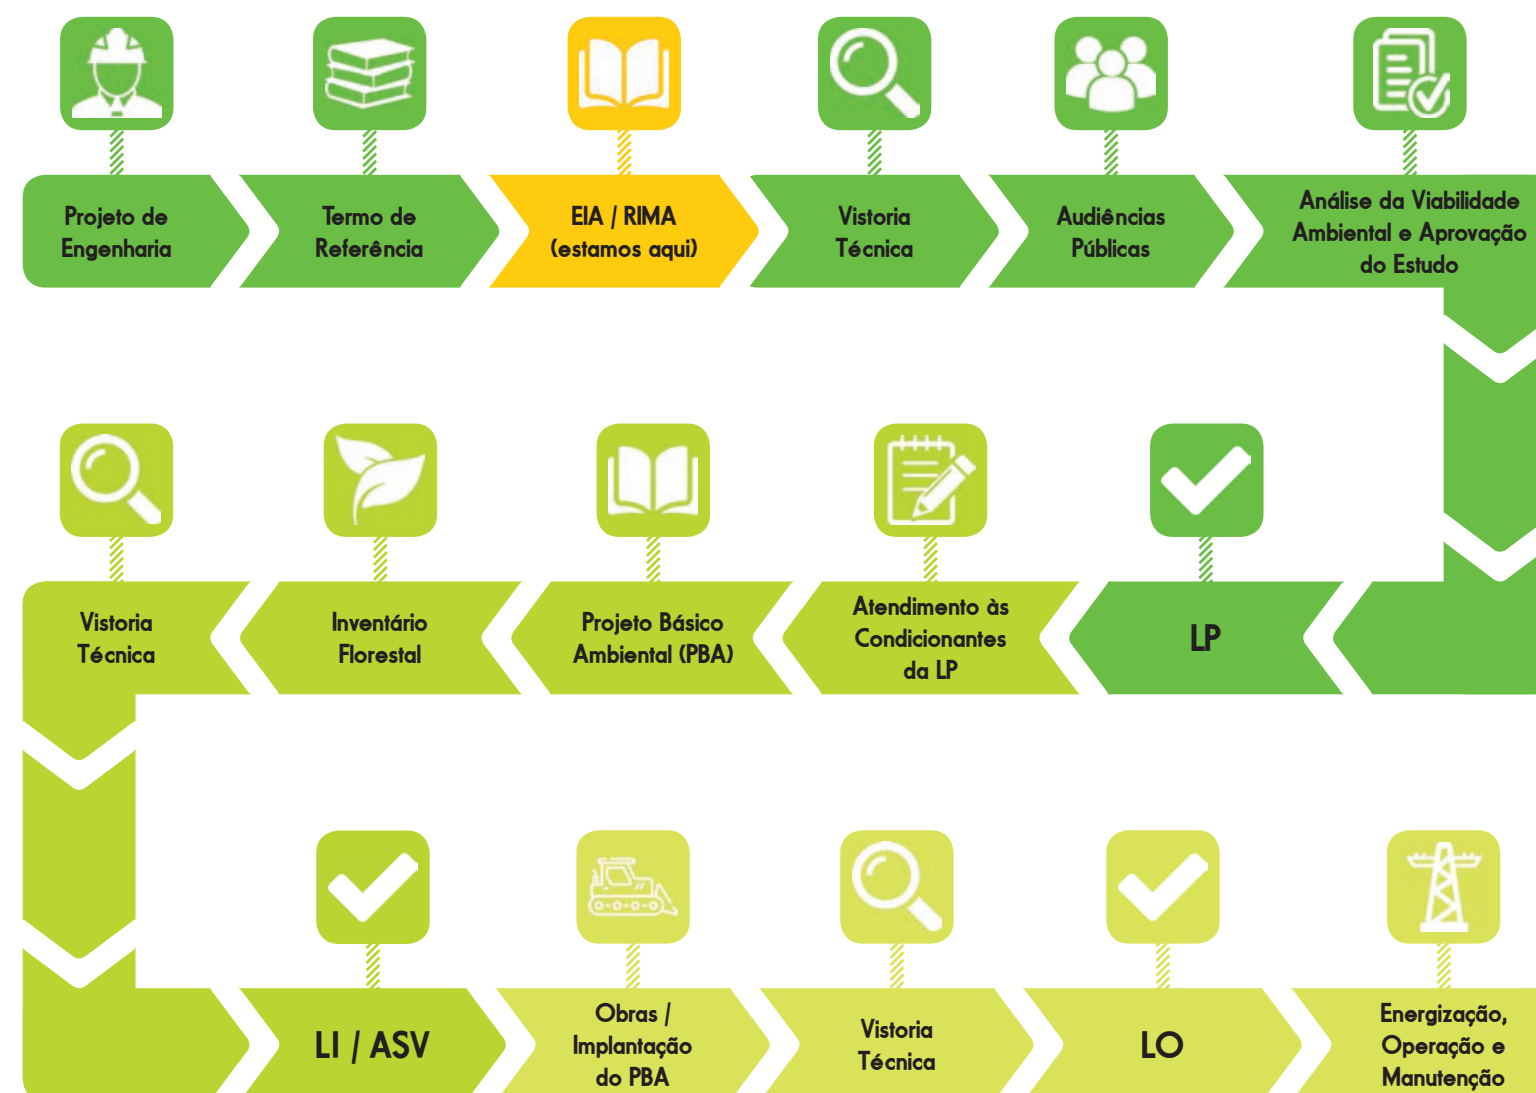 Projeto de
Engenharia
Termo de
Referência
EIA / RIMA
(estamos aqui)
Vistoria
Técnica
Audiências
Públicas
Análise da Viabilidade
Ambiental e Aprovação
do Estudo
LP
Atendimento às
Condicionantes
da LP
Projeto Básico
Ambiental (PBA)
Inventário
Florestal
Vistoria
Técnica
LI / ASV
Obras /
Implantação
do PBA
Vistoria
Técnica
LO
Energização,
Operação e
Manutenção